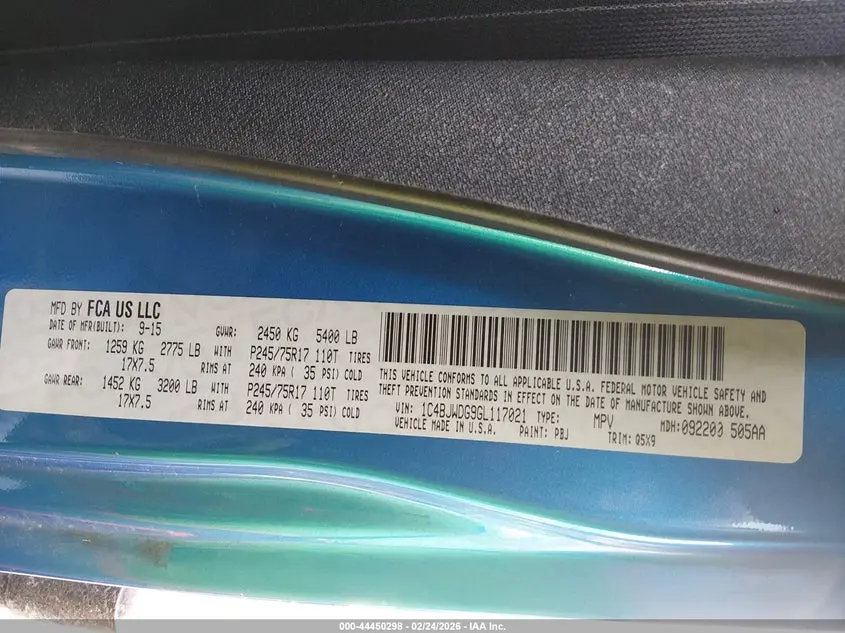 MFD BY FCA US LLC
DATE OF MFR(BUILT): 9-15 GVWR: 2450 KG 5400 LB
GAWR FRONT: 1259 KG 2775 LB WITH P245/75R17 110T TIRES
17X7.5 RIMS AT 240 KPA ( 35 PSI) COLD
GAWR REAR: 1452 KG 3200 LB WITH P245/75R17 110T TIRES
17X7.5 RIMS AT 240 KPA ( 35 PSI) COLD
THIS VEHICLE CONFORMS TO ALL APPLICABLE U.S.A. FEDERAL MOTOR VEHICLE SAFETY AND
THEFT PREVENTION STANDARDS IN EFFECT ON THE DATE OF MANUFACTURE SHOWN ABOVE.
VIN: 1C4BJWDG9GL117021 TYPE: MPV MDH:092203 505AA
VEHICLE MADE IN U.S.A. PAINT: PBJ TRIM: Q5X9
000-44450298 - 02/24/2026 - IAA Inc.